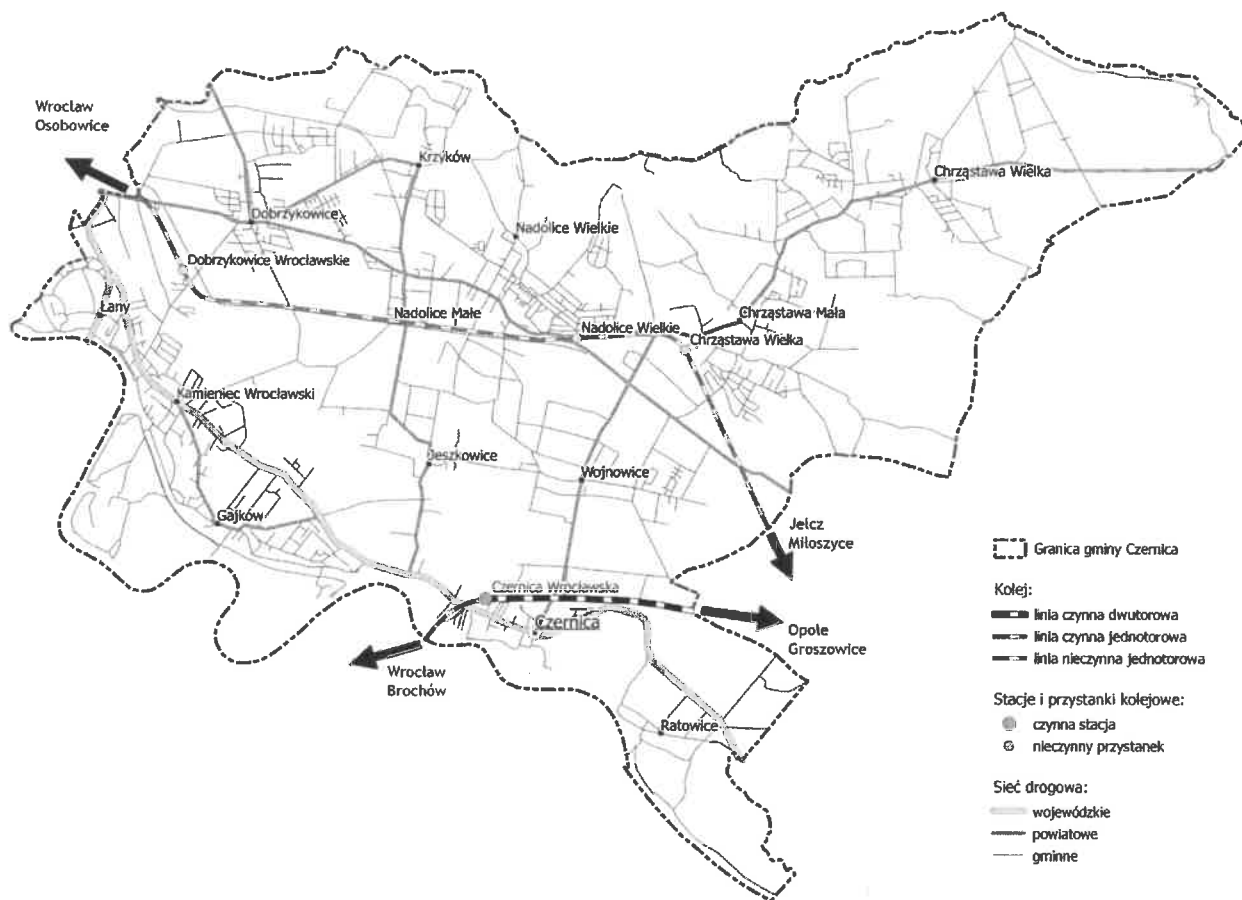 Wrocław
Osobowice
Krzyków
Chrząstawa Wielka
Dobrzykowice
Nadolice Wielkie
Dobrzykowice Wrocławskie
Łany
Nadolice Małe
Chrząstawa Mała
Nadolice Wielkie
Chrząstawa Wielka
Kamieniec Wrocławski
Jeszkowice
Wojnowice
Gajków
Jelcz
Miłoszyce
Czernica Wrocławska
Czernica
Opole
Groszowice
Wrocław
Brochów
Ratowice
Granica gminy Czernica
Kolej:
linia czynna dwutorowa
linia czynna jednotorowa
linia nieczynna jednotorowa
Stacje i przystanki kolejowe:
czynna stacja
nieczynny przystanek
Sieć drogowa:
wojewódzkie
powiatowe
gminne